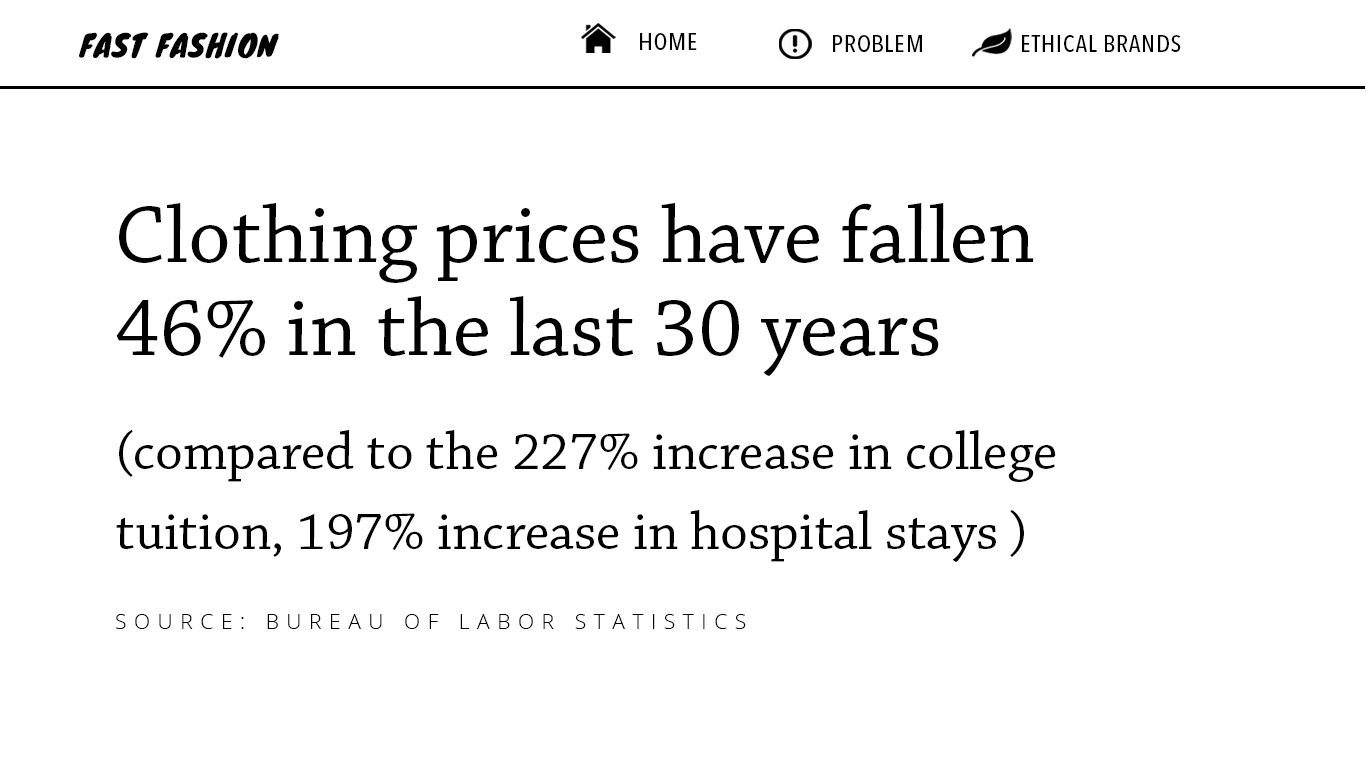 FAST FASHION
HOME
PROBLEM
ETHICAL BRANDS
Clothing prices have fallen
46% in the last 30 years
(compared to the 227% increase in college
tuition, 197% increase in hospital stays )
SOURCE: BUREAU OF LABOR STATISTICS